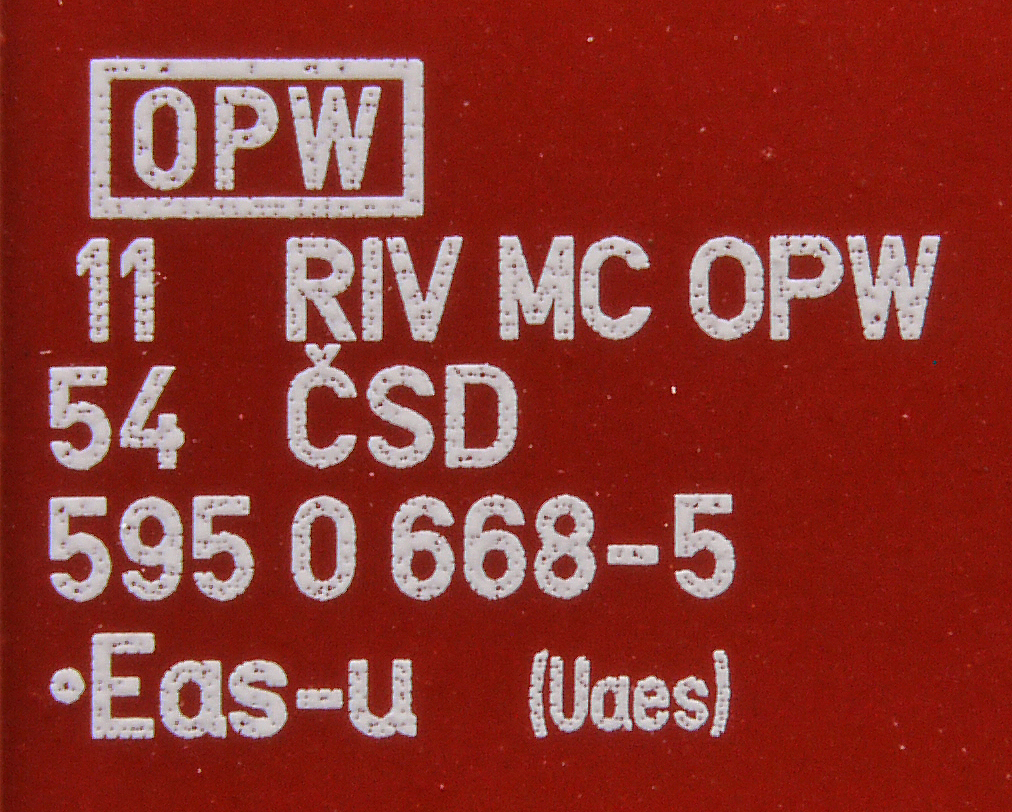 OPW
11 RIV MC OPW
54 ČSD
595 0 668-5
•Eas-u (Uaes)